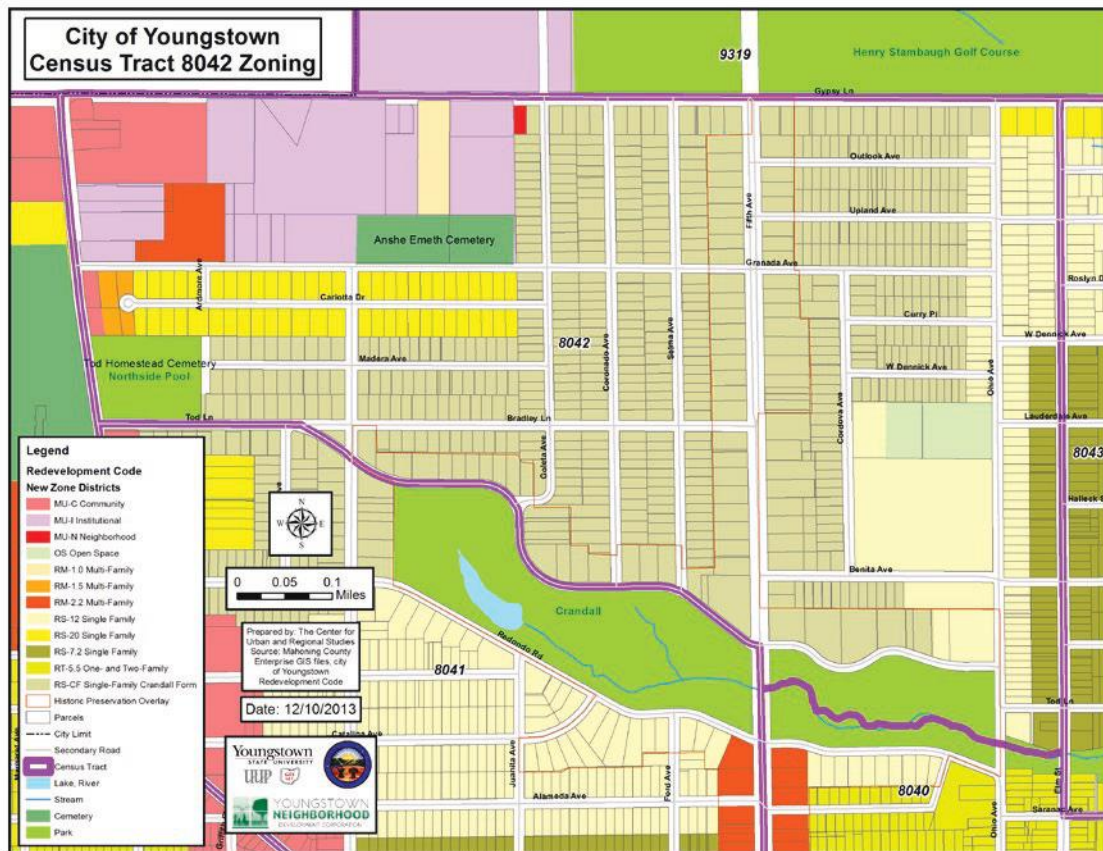 City of Youngstown
Census Tract 8042 Zoning
9319
Henry Stambaugh Golf Course
Gypsy Ln
Outlook Ave
Fifth Ave
Upland Ave
Anshe Emeth Cemetery
Granada Ave
Ardmore Ave
Roslyn D
Carlotta Dr
Curry Pl
8042
Coronado Ave
Selma Ave
W Dennick Ave
Madera Ave
Tod Homestead Cemetery
Northside Pool
W Dennick Ave
Ohio Ave
Tod Ln
Bradley Ln
Cordova Ave
Lauderdale Ave
Goleta Ave
8043
Legend
Redevelopment Code
New Zone Districts
MU-C Community
MU-I Institutional
MU-N Neighborhood
OS Open Space
RM-1.0 Multi-Family
RM-1.5 Multi-Family
RM-2.2 Multi-Family
RS-12 Single Family
RS-20 Single Family
RS-7.2 Single Family
RT-5.5 One- and Two-Family
RS-CF Single-Family Crandall Form
Historic Preservation Overlay
Parcels
City Limit
Secondary Road
Census Tract
Lake, River
Stream
Cemetery
Park
N
W E
S
0 0.05 0.1
Miles
Benita Ave
Crandall
Redondo Rd
Prepared by: The Center for
Urban and Regional Studies
Source: Mahoning County
Enterprise GIS files; city
of Youngstown
Redevelopment Code
8041
Date: 12/10/2013
Tod Ln
Juanita Ave
Ford Ave
Alameda Ave
8040
Elm St
Ohio Ave
Saranac Ave
Youngstown
STATE UNIVERSITY
YOUNGSTOWN
NEIGHBORHOOD
DEVELOPMENT CORPORATION